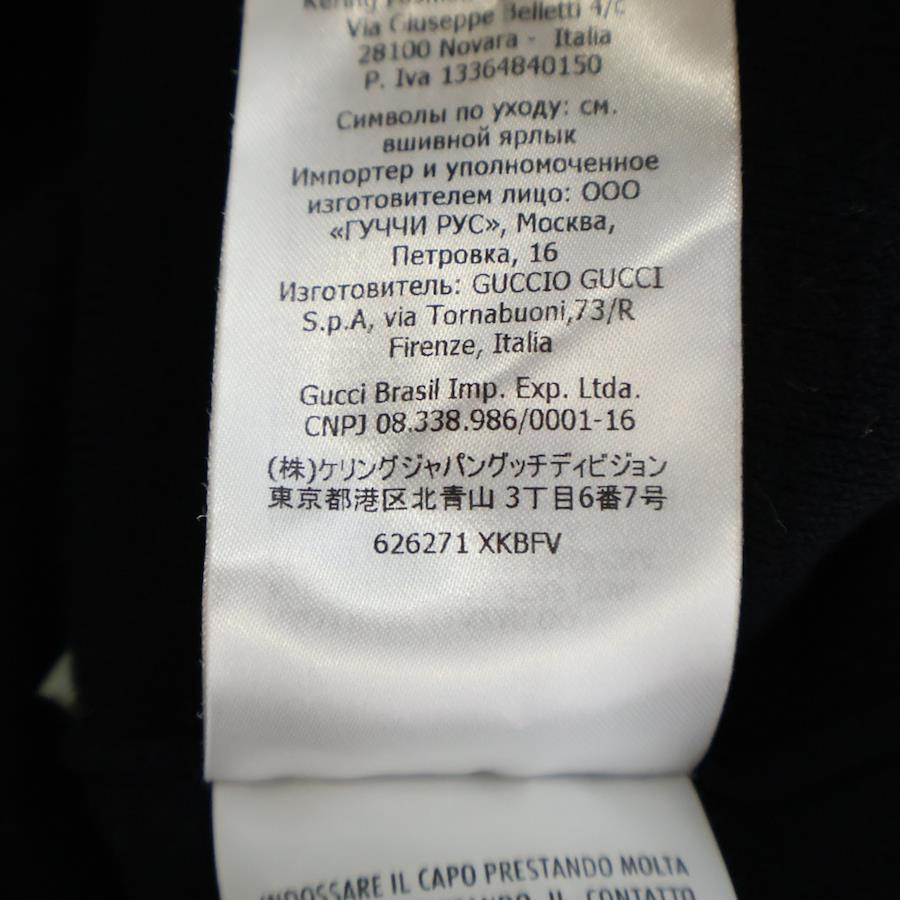 Via Giuseppe Belletti 4/C
28100 Novara - Italia
P. Iva 13364840150
Символы по уходу: см.
вшивной ярлык
Импортер и уполномоченное
изготовителем лицо: ООО
«ГУЧЧИ РУС», Москва,
Петровка, 16
Изготовитель: GUCCIO GUCCI
S.p.A, via Tornabuoni,73/R
Firenze, Italia
Gucci Brasil Imp. Exp. Ltda.
CNPJ 08.338.986/0001-16
(株)ケリングジャパングッチディビジョン
東京都港区北青山 3丁目6番7号
626271 XKBFV
INDOSSARE IL CAPO PRESTANDO MOLTA
IL CONTATTO